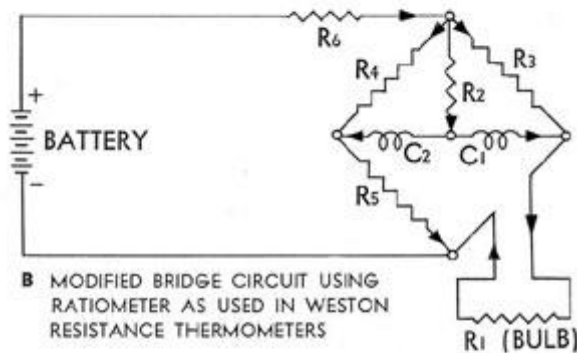 R6
R4
R3
R2
+
BATTERY
C2
C1
−
R5
B MODIFIED BRIDGE CIRCUIT USING
RATIOMETER AS USED IN WESTON
RESISTANCE THERMOMETERS
R1 (BULB)